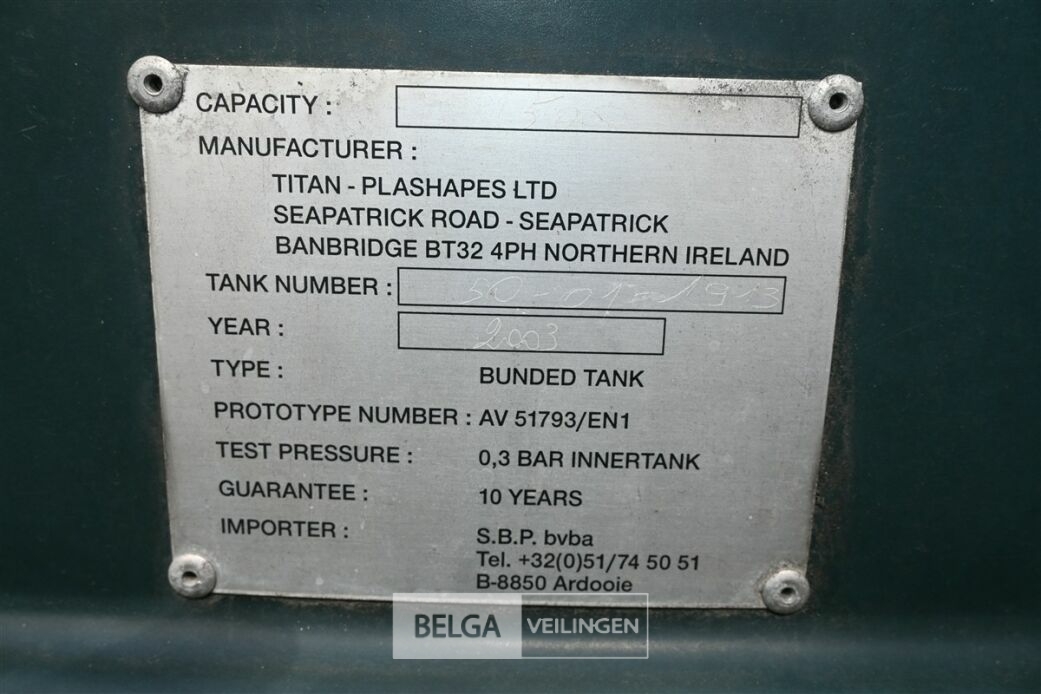 CAPACITY :
MANUFACTURER :
TITAN - PLASHAPES LTD
SEAPATRICK ROAD - SEAPATRICK
BANBRIDGE BT32 4PH NORTHERN IRELAND
TANK NUMBER :
YEAR : 2003
TYPE : BUNDED TANK
PROTOTYPE NUMBER : AV 51793/EN1
TEST PRESSURE : 0,3 BAR INNERTANK
GUARANTEE : 10 YEARS
IMPORTER : S.B.P. bvba
Tel. +32(0)51/74 50 51
B-8850 Ardooie
BELGA VEILINGEN